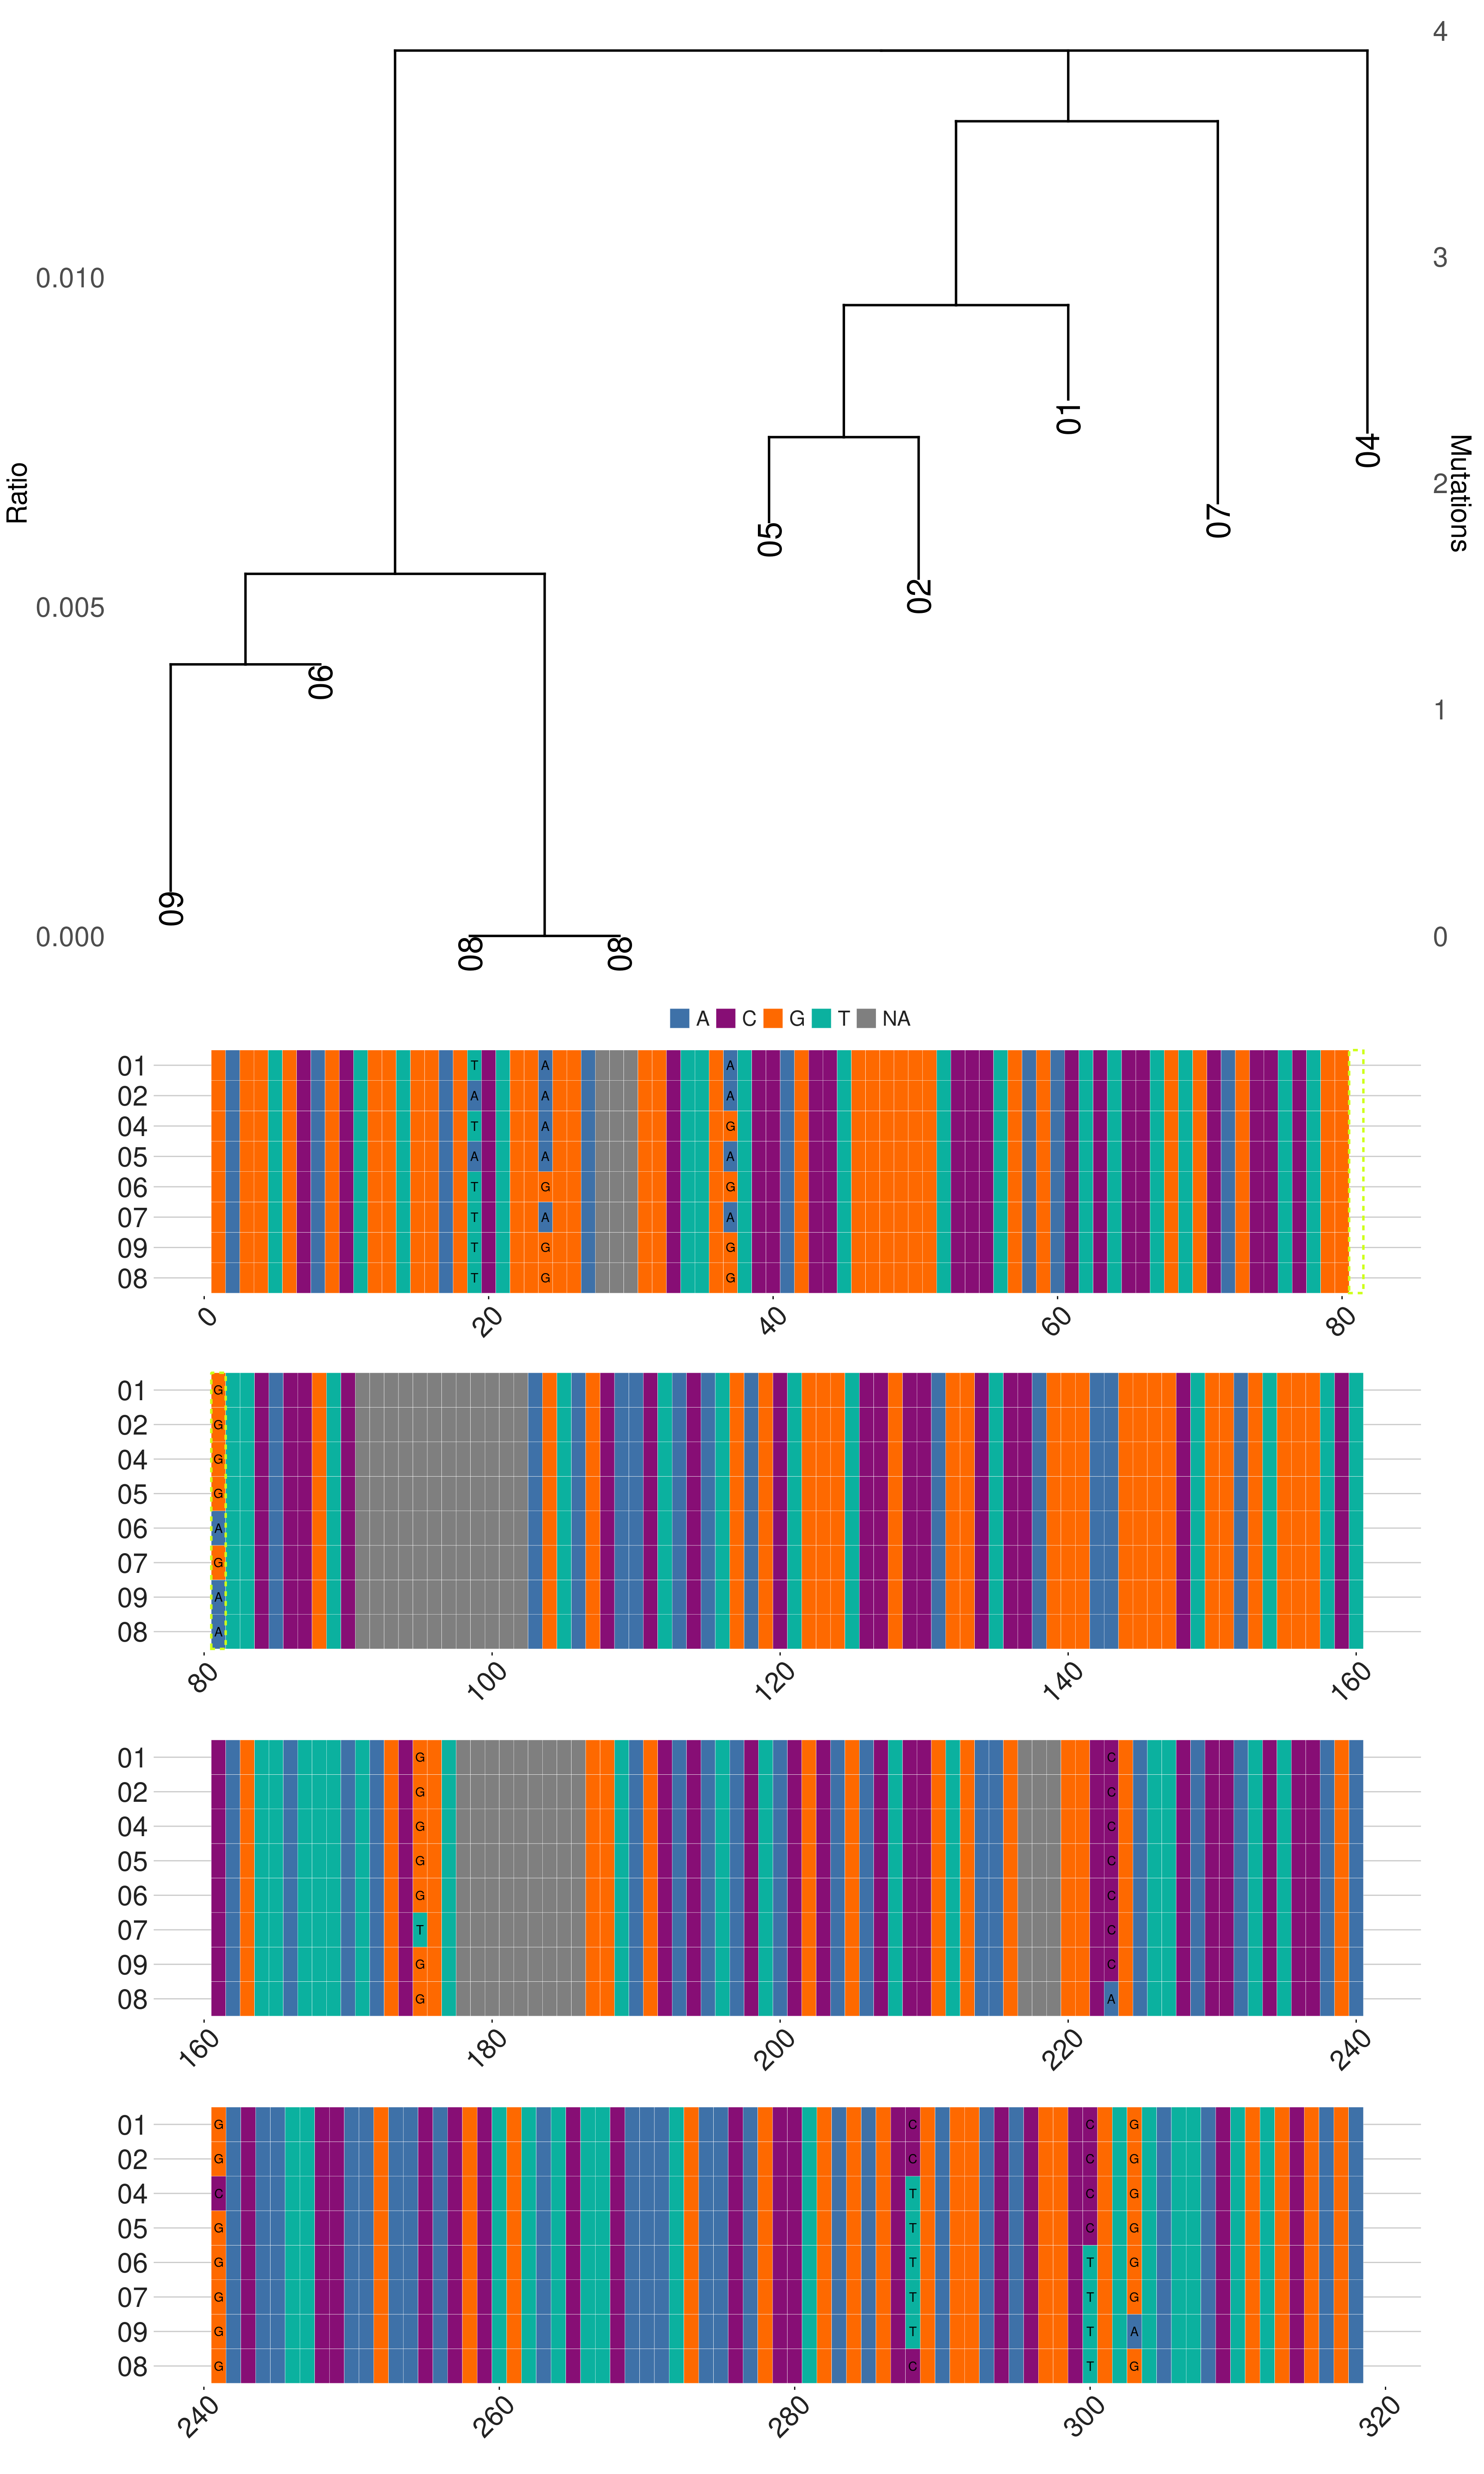 4
0.010
3
01
04
Ratio
2
Mutations
05
07
02
0.005
06
1
09
0.000
08
08
0
A C G T NA
01 T A A
02 A A A
04 T A G
05 A A A
06 T G G
07 T A A
09 T G G
08 T G G
0 20 40 60 80
01 G
02 G
04 G
05 G
06 A
07 G
09 A
08 A
80 100 120 140 160
01 G C
02 G C
04 G C
05 G C
06 G C
07 T C
09 G C
08 G A
160 180 200 220 240
01 G C C G
02 G C C G
04 C T C G
05 G T C G
06 G T T G
07 G T T G
09 G T T A
08 G C T G
240 260 280 300 320